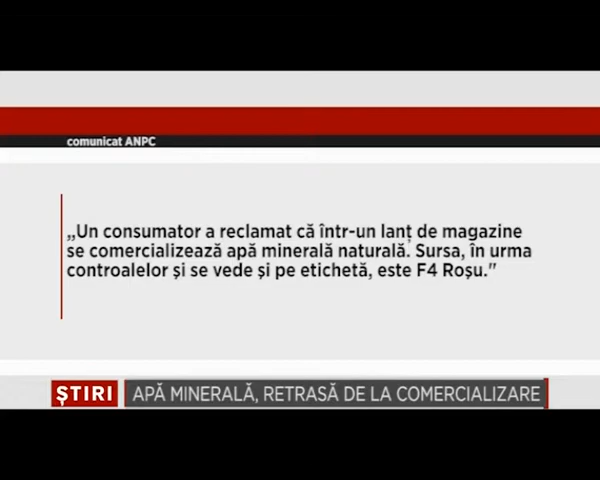 comunicat ANPC
„Un consumator a reclamat că într-un lanț de magazine
se comercializează apă minerală naturală. Sursa, în urma
controalelor și se vede și pe etichetă, este F4 Roșu."
ȘTIRI
APĂ MINERALĂ, RETRASĂ DE LA COMERCIALIZARE